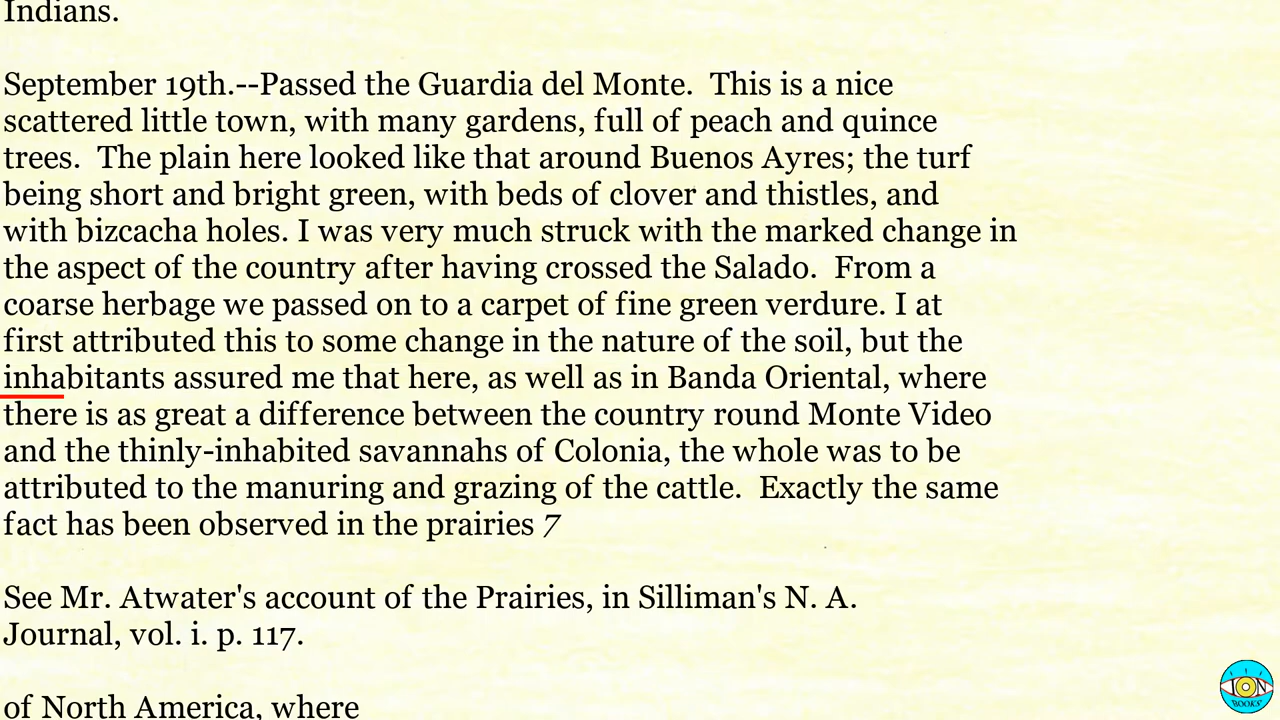 Indians.
September 19th.--Passed the Guardia del Monte.  This is a nice
scattered little town, with many gardens, full of peach and quince
trees.  The plain here looked like that around Buenos Ayres; the turf
being short and bright green, with beds of clover and thistles, and
with bizcacha holes. I was very much struck with the marked change in
the aspect of the country after having crossed the Salado.  From a
coarse herbage we passed on to a carpet of fine green verdure. I at
first attributed this to some change in the nature of the soil, but the
inhabitants assured me that here, as well as in Banda Oriental, where
there is as great a difference between the country round Monte Video
and the thinly-inhabited savannahs of Colonia, the whole was to be
attributed to the manuring and grazing of the cattle.  Exactly the same
fact has been observed in the prairies 7
See Mr. Atwater's account of the Prairies, in Silliman's N. A.
Journal, vol. i. p. 117.
of North America, where
ION
BOOKS